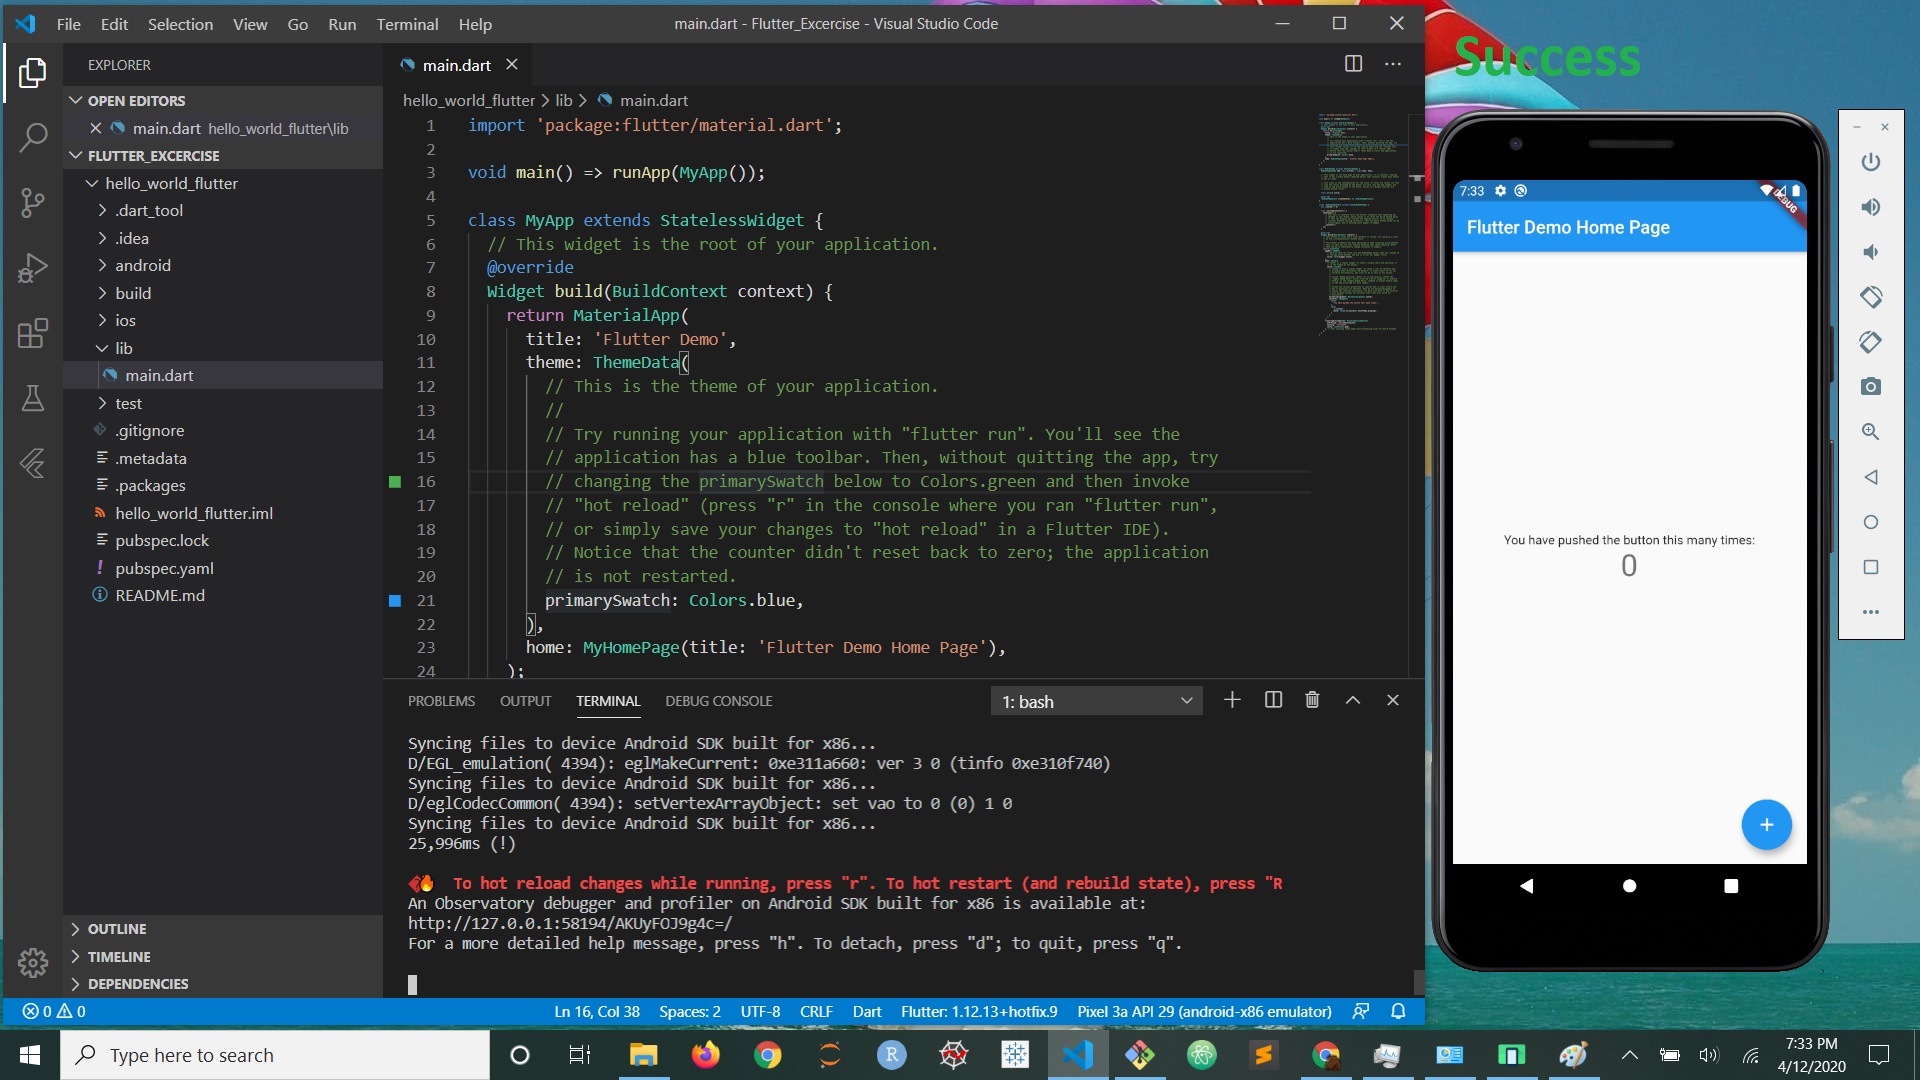 File Edit Selection View Go Run Terminal Help
main.dart - Flutter_Excercise - Visual Studio Code
Success
EXPLORER
OPEN EDITORS
main.dart hello_world_flutter\lib
FLUTTER_EXCERCISE
hello_world_flutter
.dart_tool
.idea
android
build
ios
lib
main.dart
test
.gitignore
.metadata
.packages
hello_world_flutter.iml
pubspec.lock
pubspec.yaml
README.md
OUTLINE
TIMELINE
DEPENDENCIES
main.dart
hello_world_flutter > lib > main.dart
1 import 'package:flutter/material.dart';
2
3 void main() => runApp(MyApp());
4
5 class MyApp extends StatelessWidget {
6 // This widget is the root of your application.
7 @override
8 Widget build(BuildContext context) {
9 return MaterialApp(
10 title: 'Flutter Demo',
11 theme: ThemeData(
12 // This is the theme of your application.
13 //
14 // Try running your application with "flutter run". You'll see the
15 // application has a blue toolbar. Then, without quitting the app, try
16 // changing the primarySwatch below to Colors.green and then invoke
17 // "hot reload" (press "r" in the console where you ran "flutter run",
18 // or simply save your changes to "hot reload" in a Flutter IDE).
19 // Notice that the counter didn't reset back to zero; the application
20 // is not restarted.
21 primarySwatch: Colors.blue,
22 ),
23 home: MyHomePage(title: 'Flutter Demo Home Page'),
24 );
PROBLEMS OUTPUT TERMINAL DEBUG CONSOLE
1: bash
Syncing files to device Android SDK built for x86...
D/EGL_emulation( 4394): eglMakeCurrent: 0xe311a660: ver 3 0 (tinfo 0xe310f740)
Syncing files to device Android SDK built for x86...
D/eglCodecCommon( 4394): setVertexArrayObject: set vao to 0 (0) 1 0
Syncing files to device Android SDK built for x86...
25,996ms (!)
To hot reload changes while running, press "r". To hot restart (and rebuild state), press "R
An Observatory debugger and profiler on Android SDK built for x86 is available at:
http://127.0.0.1:58194/AKUyFOJ9g4c=/
For a more detailed help message, press "h". To detach, press "d"; to quit, press "q".
0 0
Ln 16, Col 38 Spaces: 2 UTF-8 CRLF Dart Flutter: 1.12.13+hotfix.9 Pixel 3a API 29 (android-x86 emulator)
7:33
DEBUG
Flutter Demo Home Page
You have pushed the button this many times:
0
+
Type here to search
R
7:33 PM
4/12/2020